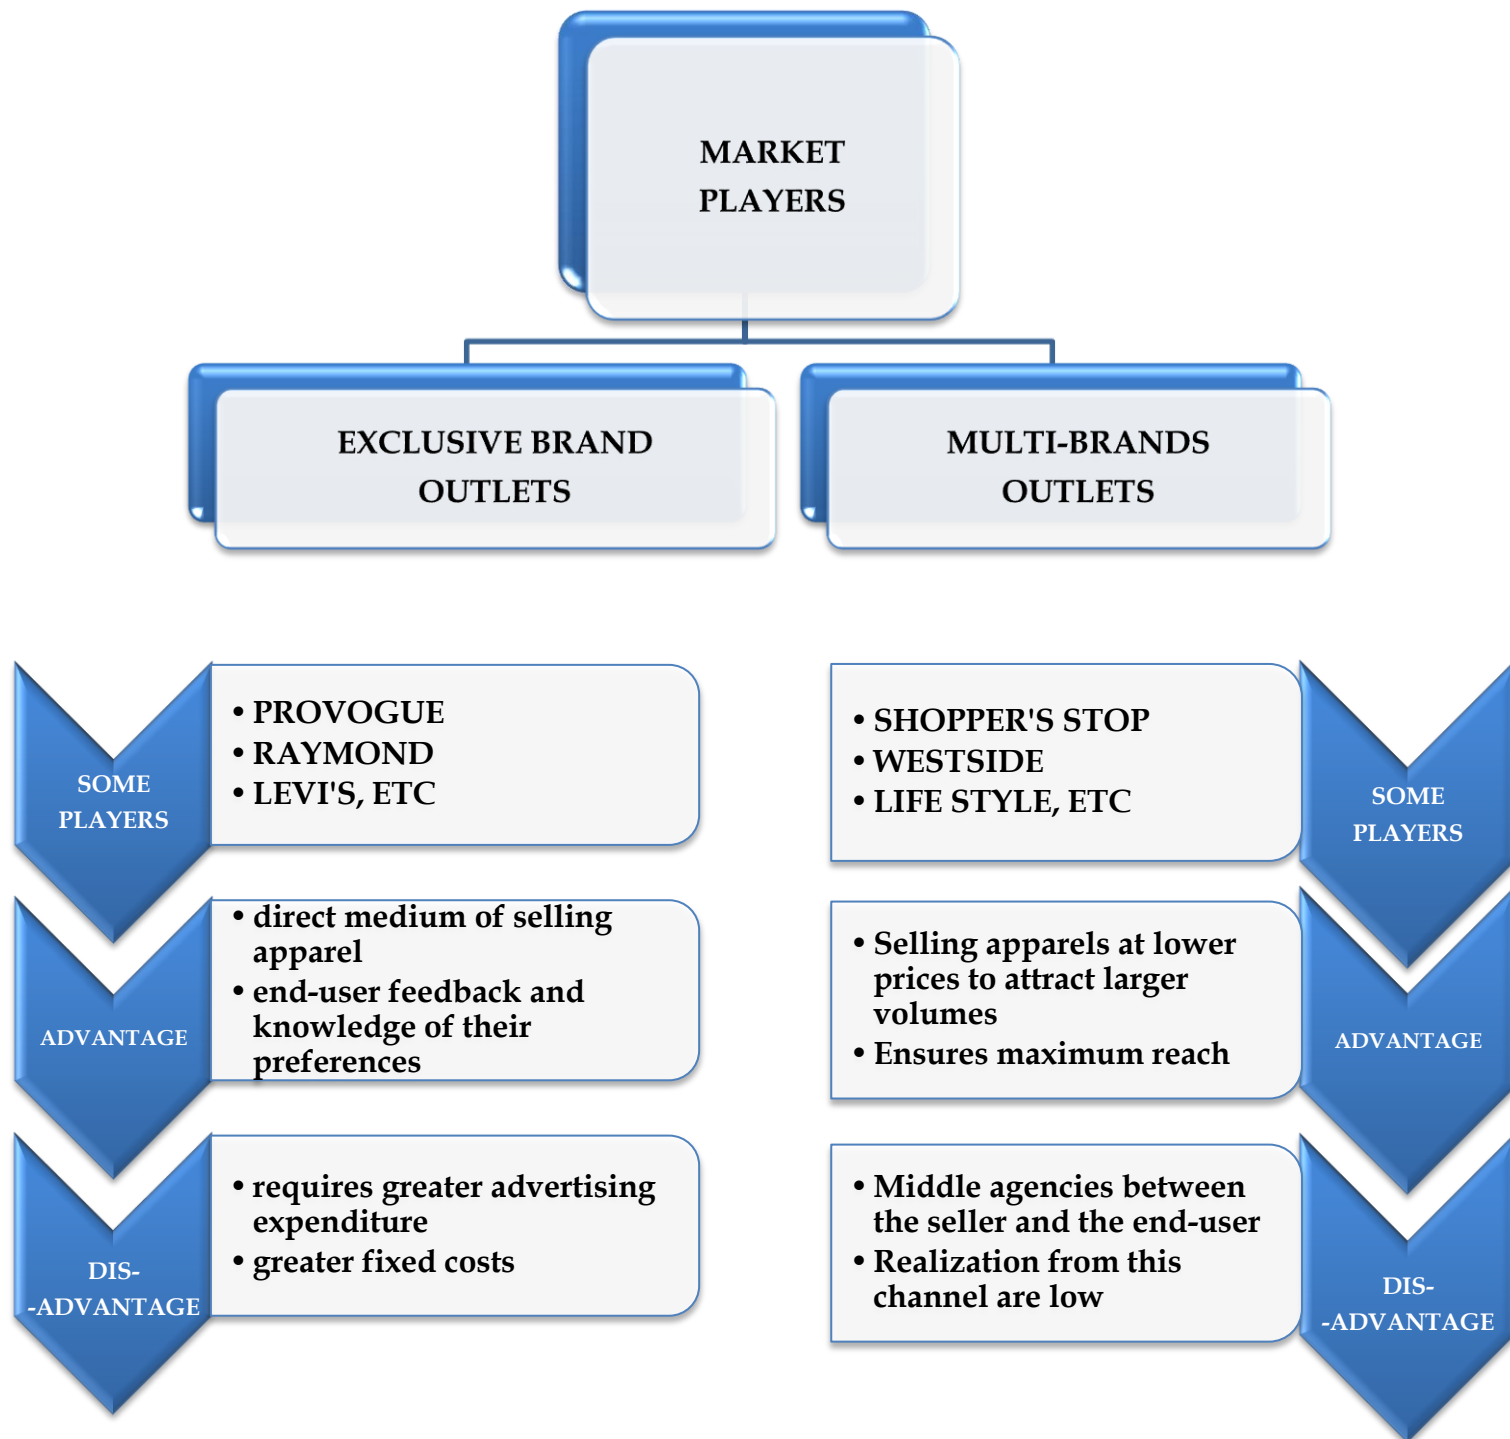 MARKET
PLAYERS
EXCLUSIVE BRAND
OUTLETS
MULTI-BRANDS
OUTLETS
SOME
PLAYERS
• PROVOGUE
• RAYMOND
• LEVI'S, ETC
ADVANTAGE
• direct medium of selling
apparel
• end-user feedback and
knowledge of their
preferences
DIS-
-ADVANTAGE
• requires greater advertising
expenditure
• greater fixed costs
• SHOPPER'S STOP
• WESTSIDE
• LIFE STYLE, ETC
SOME
PLAYERS
• Selling apparels at lower
prices to attract larger
volumes
• Ensures maximum reach
ADVANTAGE
• Middle agencies between
the seller and the end-user
• Realization from this
channel are low
DIS-
-ADVANTAGE